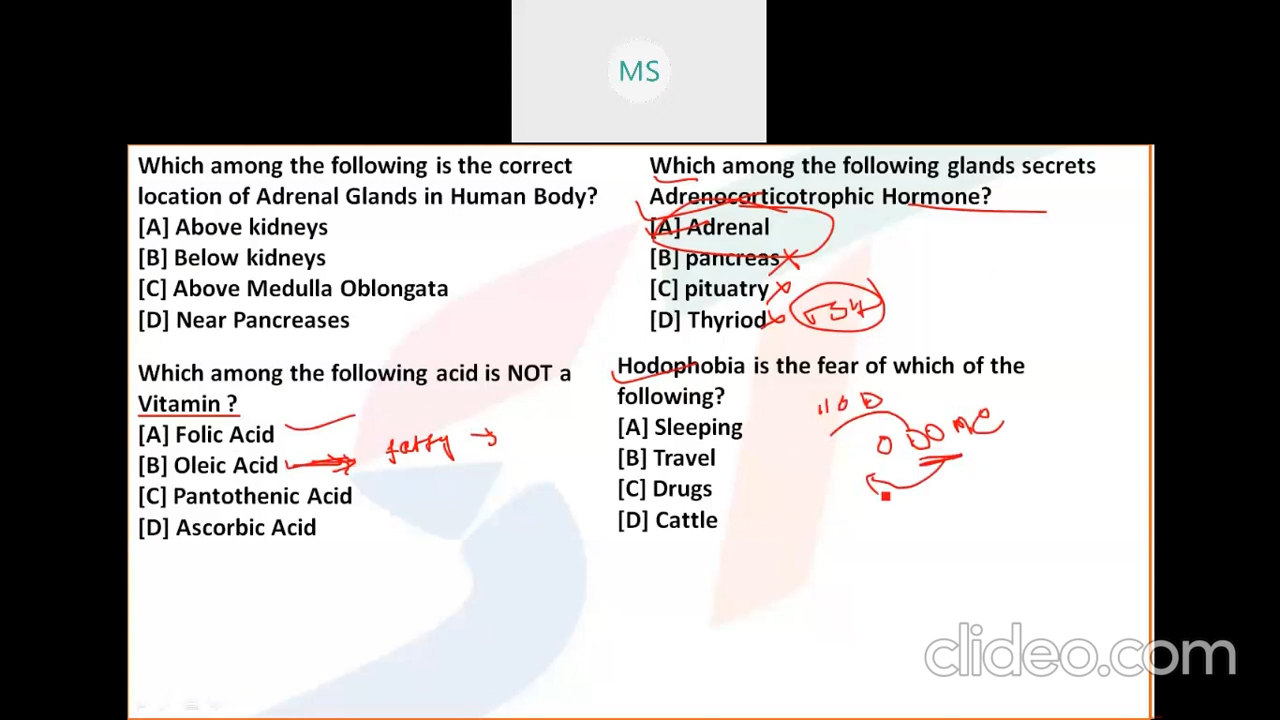 MS
Which among the following is the correct
location of Adrenal Glands in Human Body?
[A] Above kidneys
[B] Below kidneys
[C] Above Medulla Oblongata
[D] Near Pancreases
Which among the following glands secrets
Adrenocorticotrophic Hormone?
[A] Adrenal
[B] pancreas
[C] pituatry
[D] Thyriod
Which among the following acid is NOT a
Vitamin ?
[A] Folic Acid
[B] Oleic Acid
fatty
[C] Pantothenic Acid
[D] Ascorbic Acid
Hodophobia is the fear of which of the
following?
[A] Sleeping
[B] Travel
[C] Drugs
[D] Cattle
clideo.com